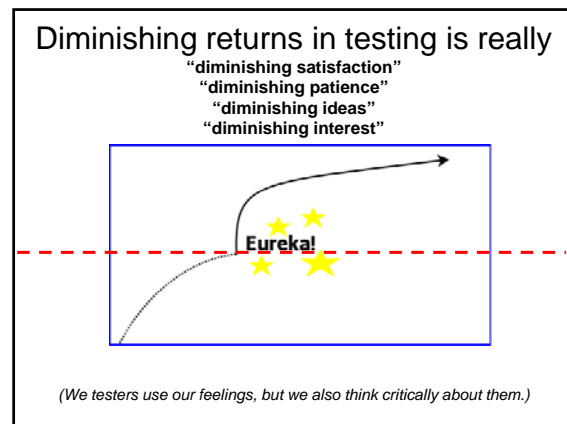 Diminishing returns in testing is really
“diminishing satisfaction”
“diminishing patience”
“diminishing ideas”
“diminishing interest”
Eureka!
(We testers use our feelings, but we also think critically about them.)